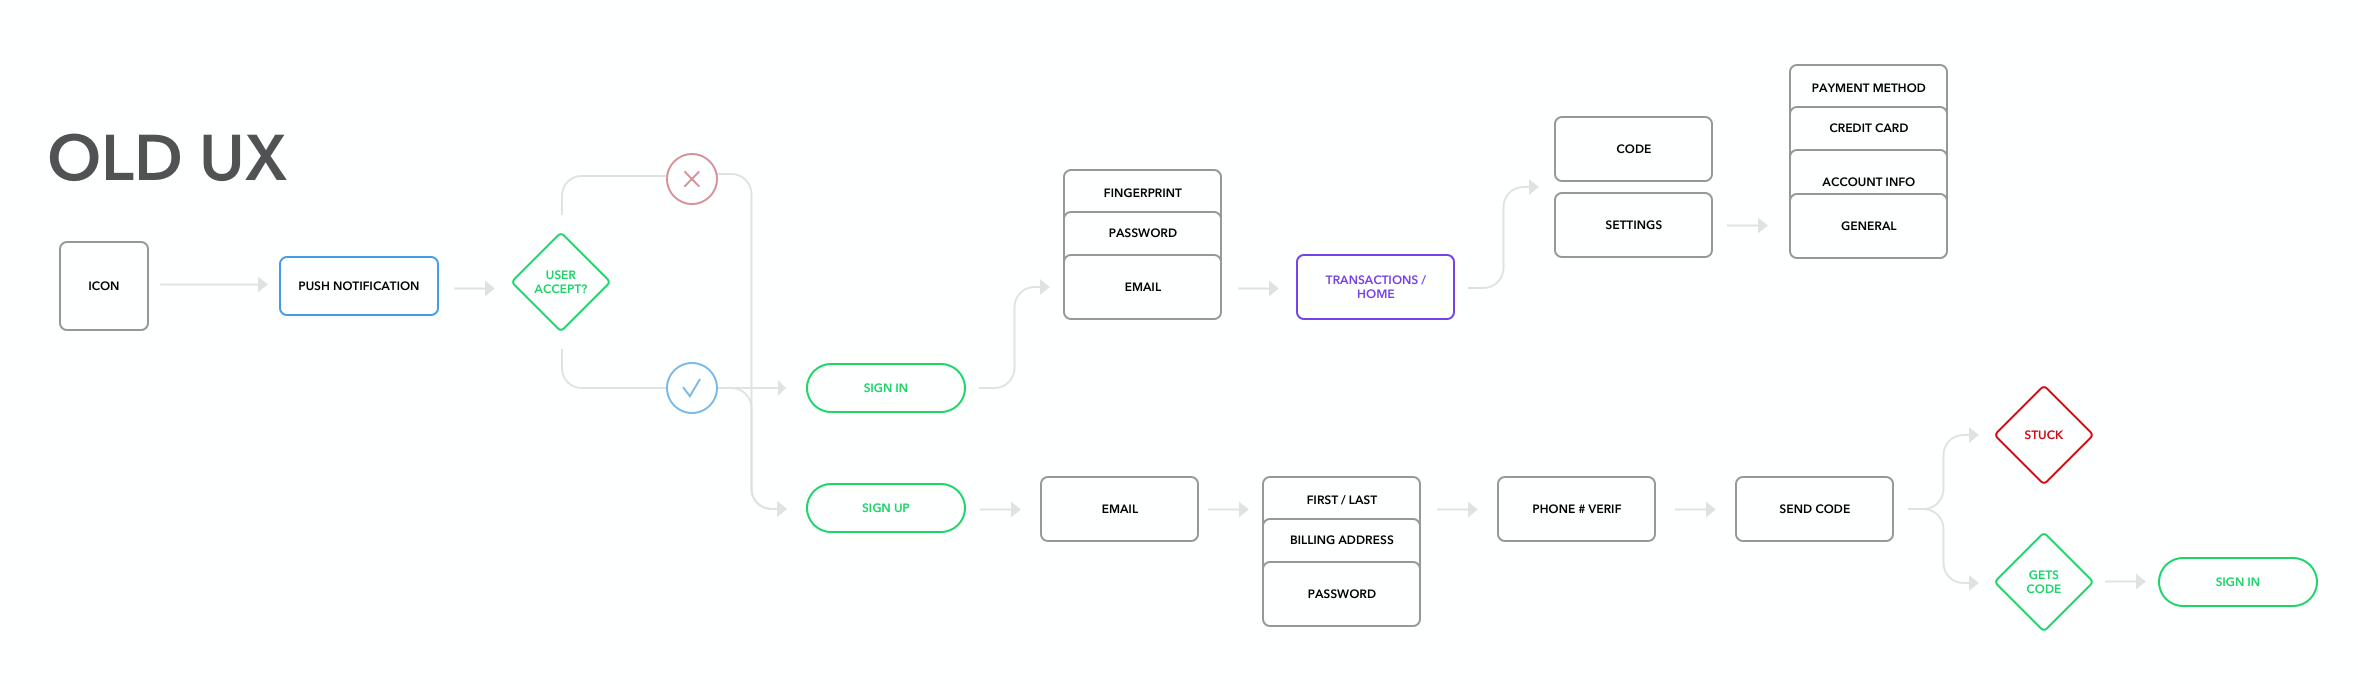 OLD UX
ICON
PUSH NOTIFICATION
USER
ACCEPT?
SIGN IN
FINGERPRINT
PASSWORD
EMAIL
TRANSACTIONS /
HOME
CODE
SETTINGS
PAYMENT METHOD
CREDIT CARD
ACCOUNT INFO
GENERAL
SIGN UP
EMAIL
FIRST / LAST
BILLING ADDRESS
PASSWORD
PHONE # VERIF
SEND CODE
STUCK
GETS
CODE
SIGN IN